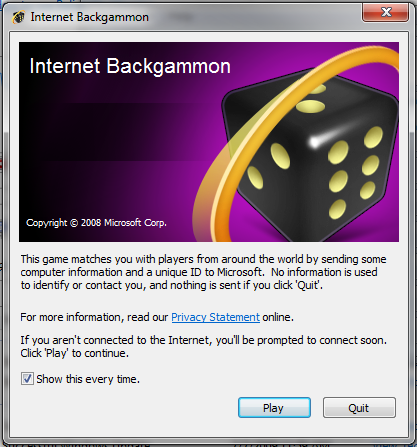 Internet Backgammon
Internet Backgammon
Copyright © 2008 Microsoft Corp.
This game matches you with players from around the world by sending some
computer information and a unique ID to Microsoft.  No information is used
to identify or contact you, and nothing is sent if you click 'Quit'.
For more information, read our Privacy Statement online.
If you aren't connected to the Internet, you'll be prompted to connect soon.
Click 'Play' to continue.
Show this every time.
Play Quit